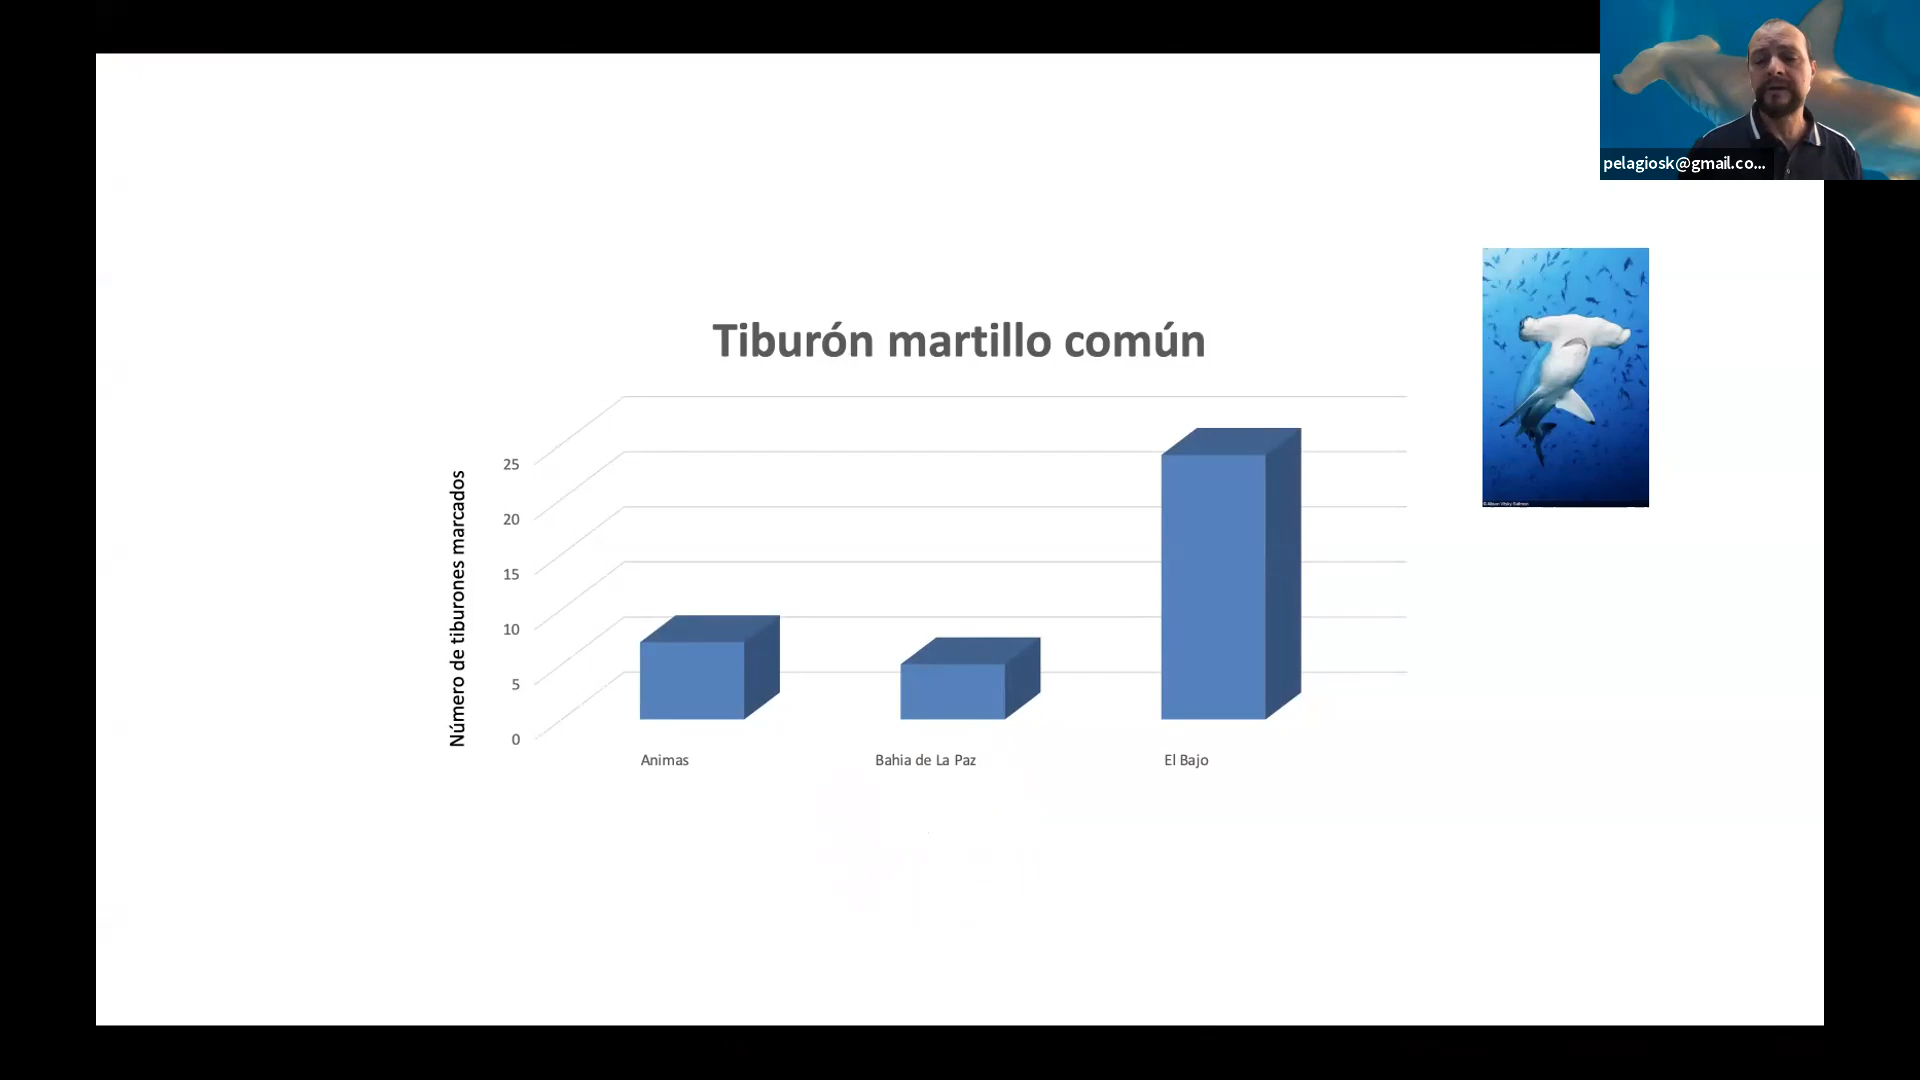 pelagiosk@gmail.co...
Tiburón martillo común
Número de tiburones marcados
25
20
15
10
5
0
Animas
Bahia de La Paz
El Bajo